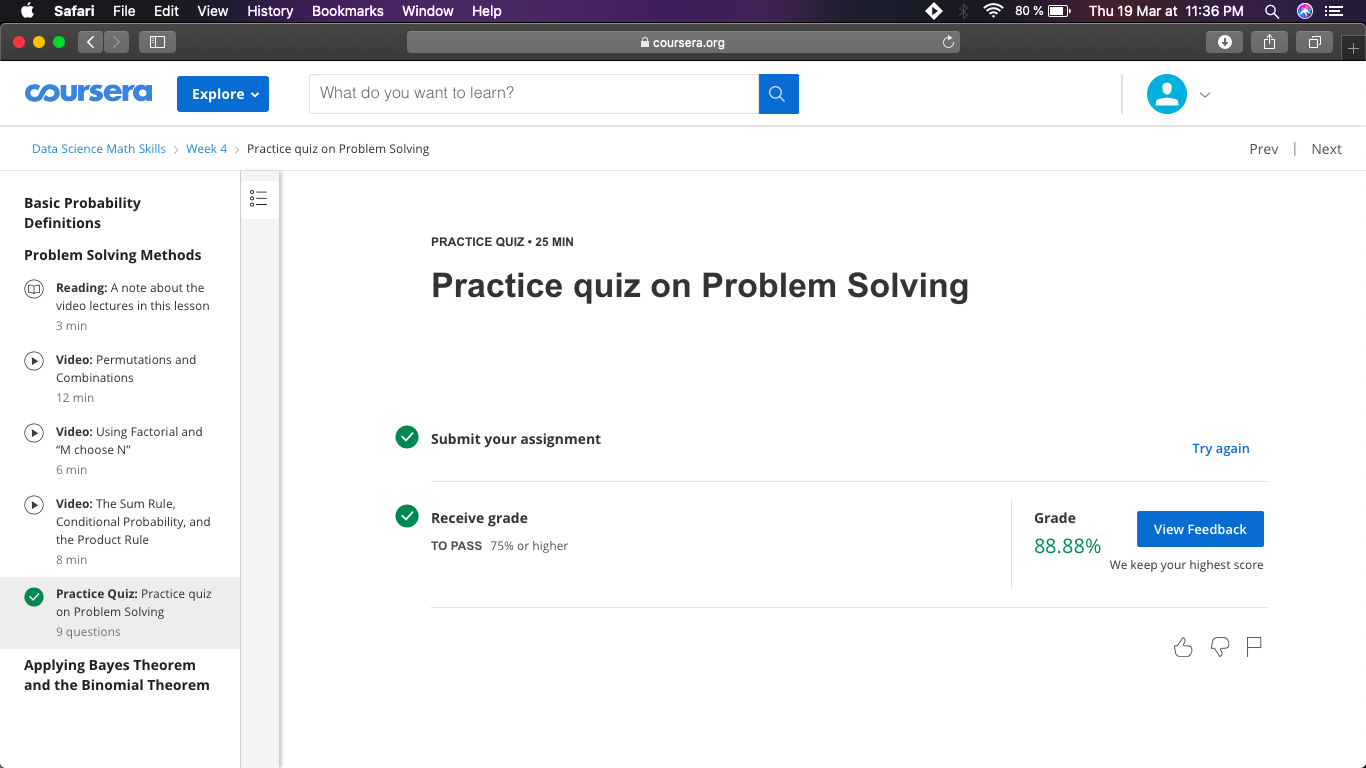 Safari File Edit View History Bookmarks Window Help 80 % Thu 19 Mar at 11:36 PM
coursera.org
coursera Explore What do you want to learn?
Data Science Math Skills Week 4 Practice quiz on Problem Solving Prev | Next
Basic Probability
Definitions
Problem Solving Methods
Reading: A note about the
video lectures in this lesson
3 min
Video: Permutations and
Combinations
12 min
Video: Using Factorial and
“M choose N”
6 min
Video: The Sum Rule,
Conditional Probability, and
the Product Rule
8 min
Practice Quiz: Practice quiz
on Problem Solving
9 questions
Applying Bayes Theorem
and the Binomial Theorem
PRACTICE QUIZ • 25 MIN
Practice quiz on Problem Solving
Submit your assignment
Try again
Receive grade
TO PASS 75% or higher
Grade
88.88%
View Feedback
We keep your highest score